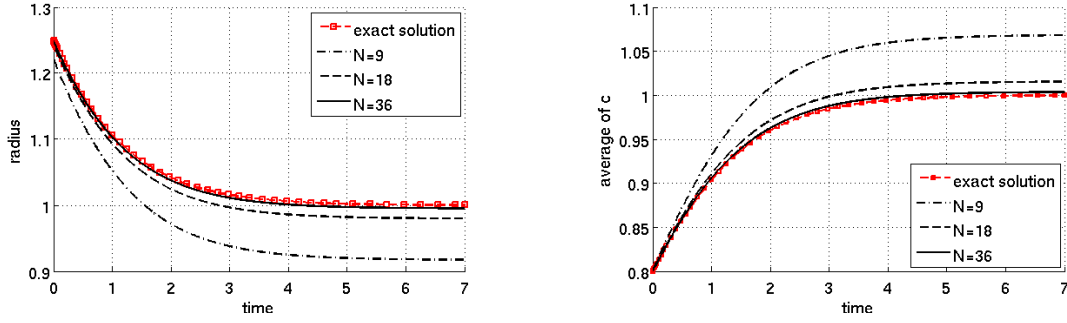 1.3
1.2
1.1
1
0.9
radius
0 1 2 3 4 5 6 7
time
exact solution
N=9
N=18
N=36
1.1
1.05
1
0.95
0.9
0.85
0.8
average of c
0 1 2 3 4 5 6 7
time
exact solution
N=9
N=18
N=36